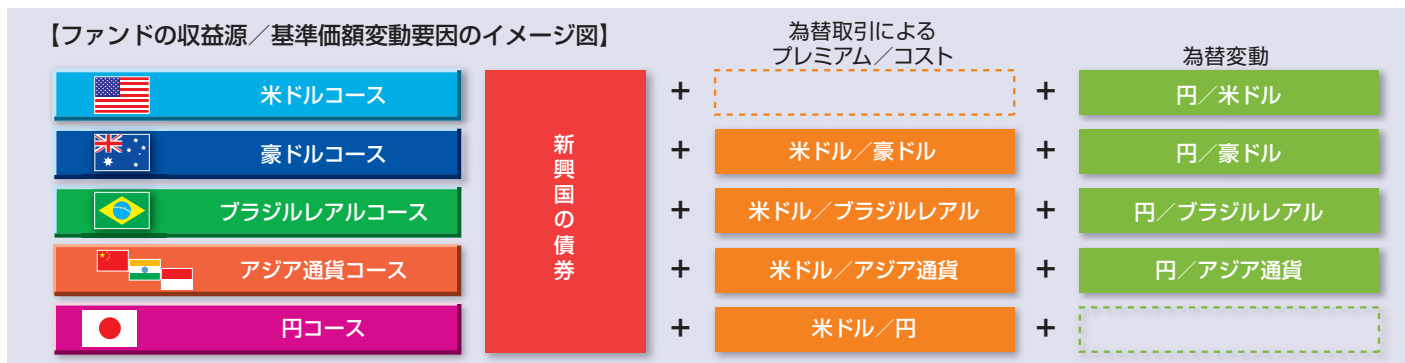 【ファンドの収益源／基準価額変動要因のイメージ図】
為替取引による
プレミアム／コスト
為替変動
米ドルコース
新興国の債券
+
+
円／米ドル
豪ドルコース
+
米ドル／豪ドル
+
円／豪ドル
ブラジルレアルコース
+
米ドル／ブラジルレアル
+
円／ブラジルレアル
アジア通貨コース
+
米ドル／アジア通貨
+
円／アジア通貨
円コース
+
米ドル／円
+